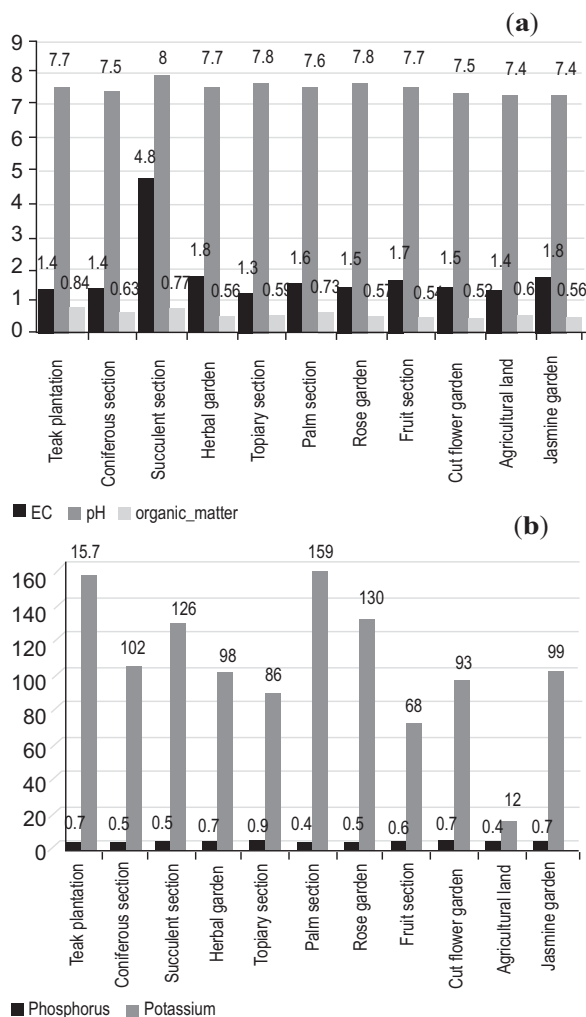 (a)
9
8
7
6
5
4
3
2
1
0
7.7 7.5 8 7.7 7.8 7.6 7.8 7.7 7.5 7.4 7.4
4.8
1.4 1.4 1.8 1.3 1.6 1.5 1.7 1.5 1.4 1.8
0.84 0.63 0.77 0.56 0.59 0.73 0.57 0.54 0.52 0.6 0.56
Teak plantation
Coniferous section
Succulent section
Herbal garden
Topiary section
Palm section
Rose garden
Fruit section
Cut flower garden
Agricultural land
Jasmine garden
EC pH organic_matter
(b)
160
140
120
100
80
60
40
20
0
15.7 102 126 98 86 159 130 68 93 12 99
0.7 0.5 0.5 0.7 0.9 0.4 0.5 0.6 0.7 0.4 0.7
Teak plantation
Coniferous section
Succulent section
Herbal garden
Topiary section
Palm section
Rose garden
Fruit section
Cut flower garden
Agricultural land
Jasmine garden
Phosphorus Potassium